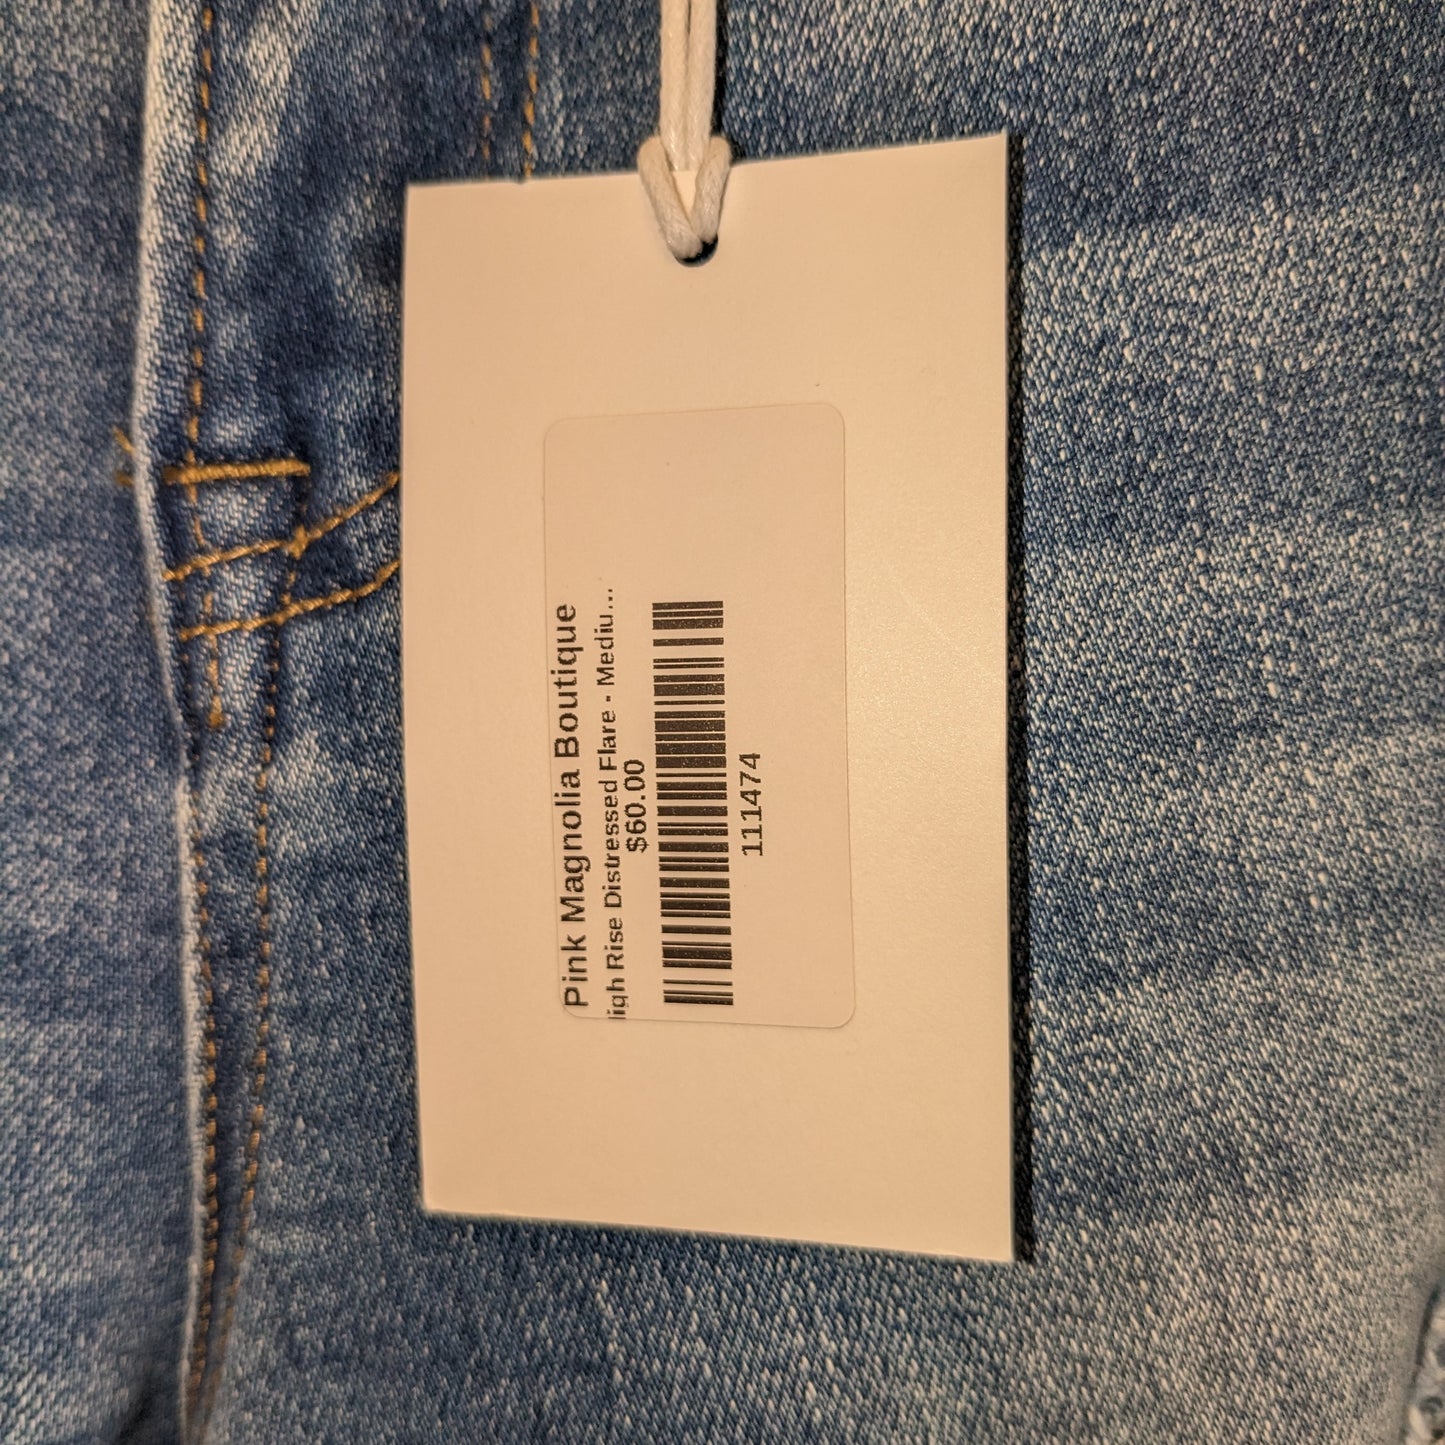 Pink Magnolia Boutique
igh Rise Distressed Flare - Mediu...
$60.00
111474